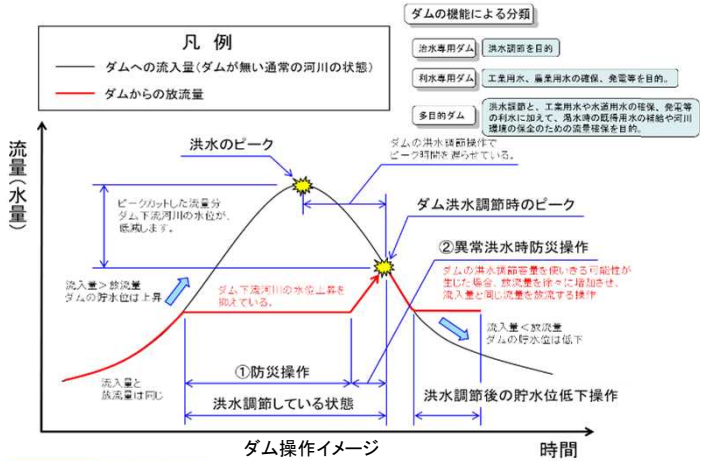 ダムの機能による分類
凡 例
ダムへの流入量(ダムが無い通常の河川の状態)
ダムからの放流量
治水専用ダム
洪水調節を目的
利水専用ダム
工業用水、農業用水の確保、発電等を目的。
多目的ダム
洪水調節と、工業用水や水道用水の確保、発電等
の利水に加えて、渇水時の既得用水の補給や河川
環境の保全のための流量確保を目的。
流量(水量)
洪水のピーク
ダムの洪水調節操作で
ピーク時間を遅らせている。
ピークカットした流量分
ダム下流河川の水位が、
低減します。
ダム洪水調節時のピーク
②異常洪水時防災操作
ダムの洪水調節容量を使いきる可能性が
生じた場合、放流量を徐々に増加させ、
流入量と同じ流量を放流する操作
流入量>放流量
ダムの貯水位は上昇
ダム下流河川の水位上昇を
抑えている。
流入量<放流量
ダムの貯水位は低下
流入量と
放流量は同じ
①防災操作
洪水調節している状態
洪水調節後の貯水位低下操作
ダム操作イメージ
時間